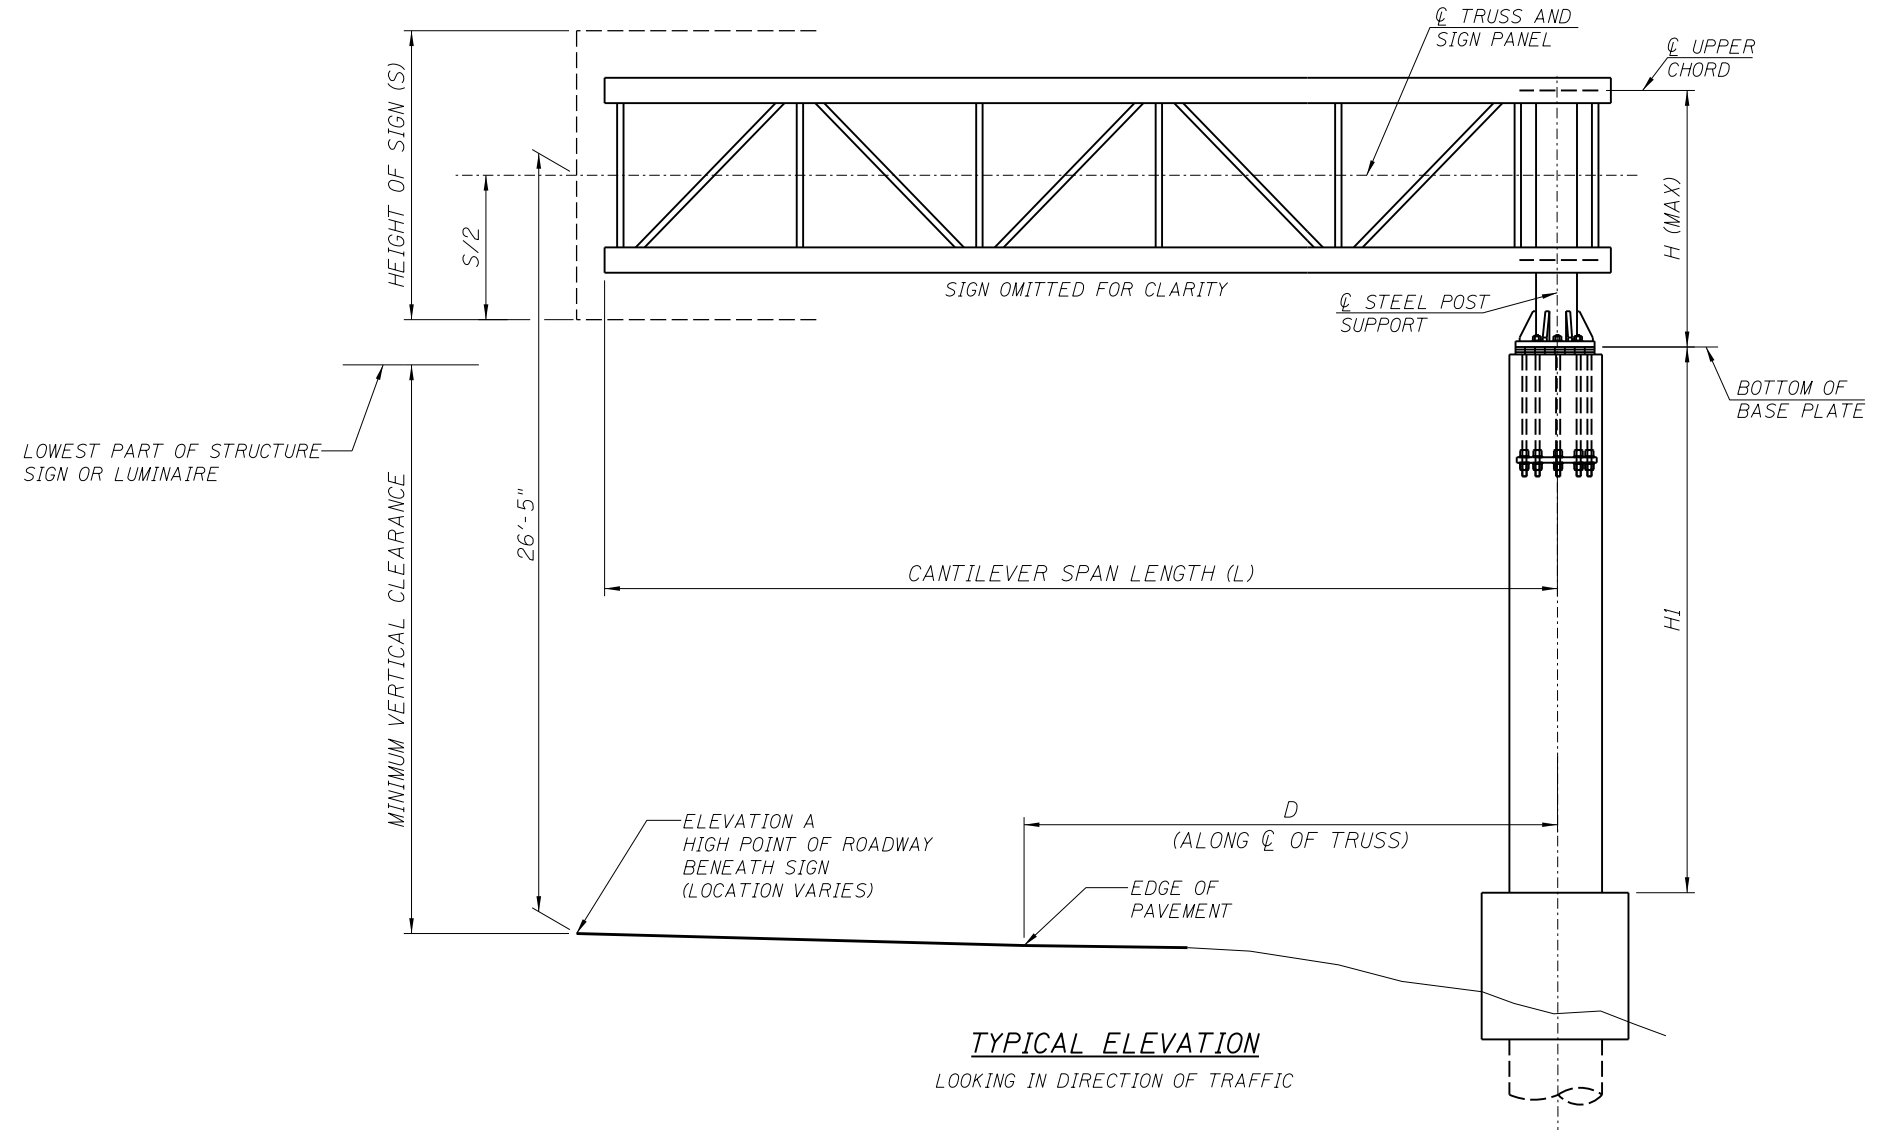 ℄ TRUSS AND
SIGN PANEL
℄ UPPER
CHORD
HEIGHT OF SIGN (S)
S/2
H (MAX)
SIGN OMITTED FOR CLARITY
℄ STEEL POST
SUPPORT
BOTTOM OF
BASE PLATE
LOWEST PART OF STRUCTURE
SIGN OR LUMINAIRE
MINIMUM VERTICAL CLEARANCE
26'-5"
CANTILEVER SPAN LENGTH (L)
H1
D
(ALONG ℄ OF TRUSS)
ELEVATION A
HIGH POINT OF ROADWAY
BENEATH SIGN
(LOCATION VARIES)
EDGE OF
PAVEMENT
TYPICAL ELEVATION
LOOKING IN DIRECTION OF TRAFFIC